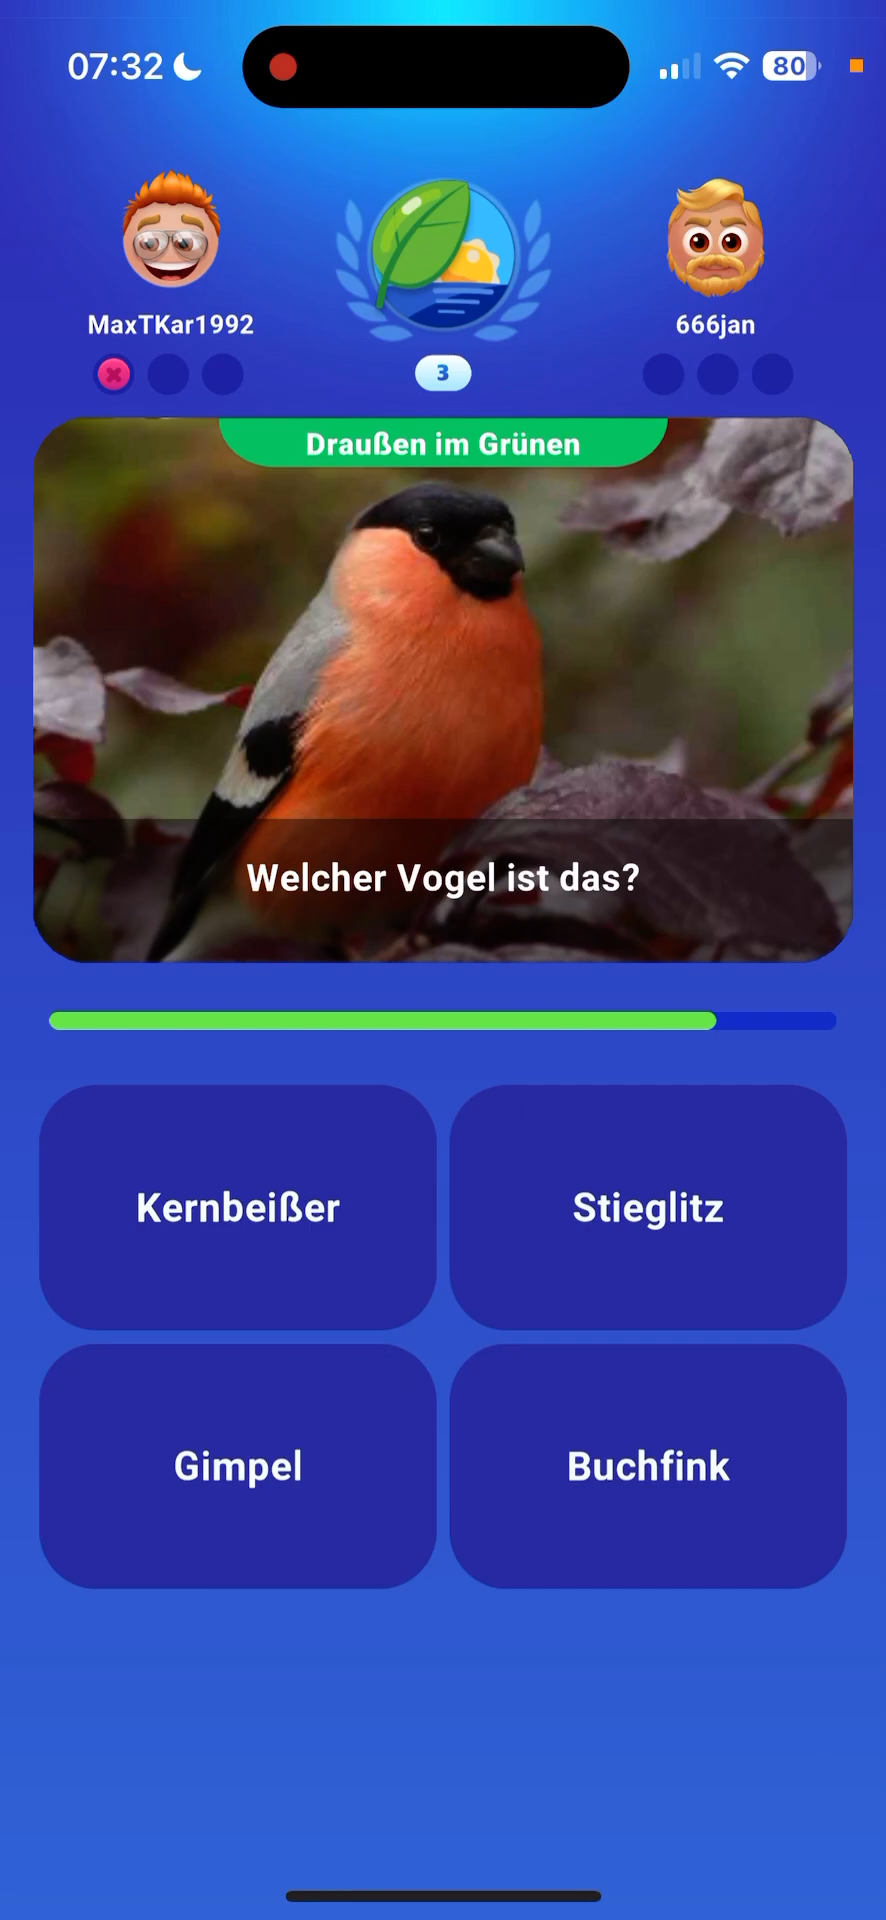 07:32
80
MaxTKar1992
666jan
3
Draußen im Grünen
Welcher Vogel ist das?
Kernbeißer
Stieglitz
Gimpel
Buchfink